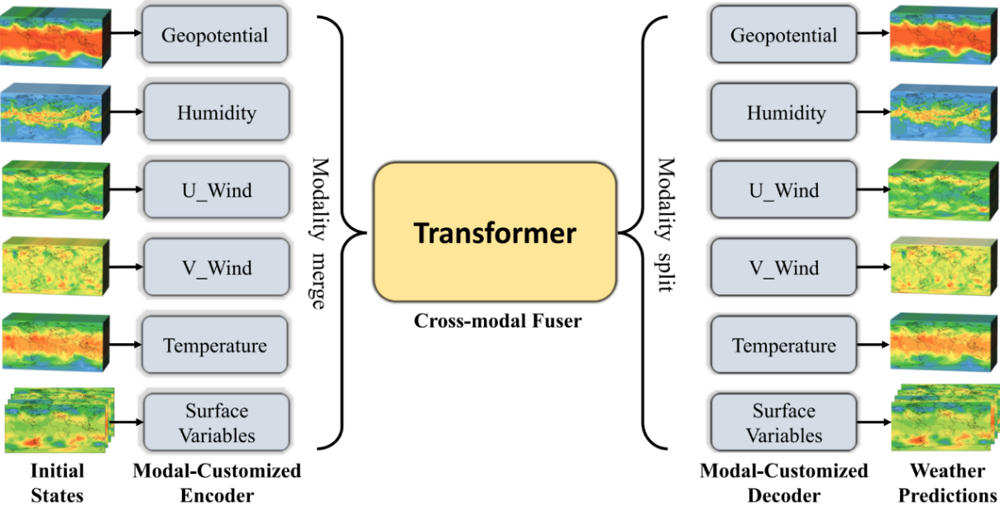 Geopotential
Humidity
U_Wind
V_Wind
Temperature
Surface
Variables
Initial
States
Modal-Customized
Encoder
Modality merge
Transformer
Cross-modal Fuser
Modality split
Geopotential
Humidity
U_Wind
V_Wind
Temperature
Surface
Variables
Modal-Customized
Decoder
Weather
Predictions